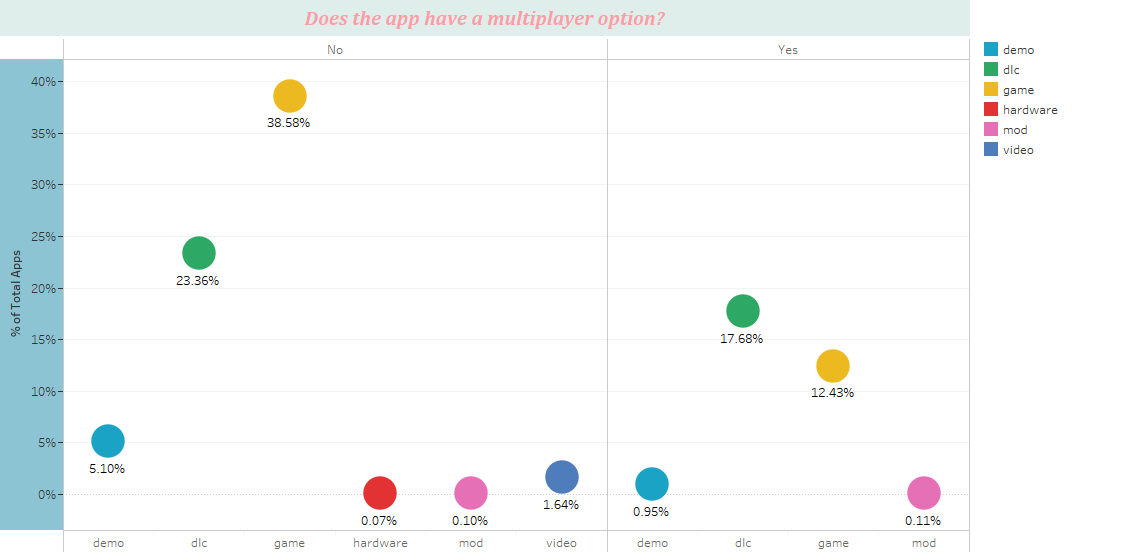 Does the app have a multiplayer option?
No
Yes
% of Total Apps
40%
35%
30%
25%
20%
15%
10%
5%
0%
38.58%
23.36%
5.10%
0.07%
0.10%
1.64%
17.68%
12.43%
0.95%
0.11%
demo
dlc
game
hardware
mod
video
demo
dlc
game
mod
demo
dlc
game
hardware
mod
video